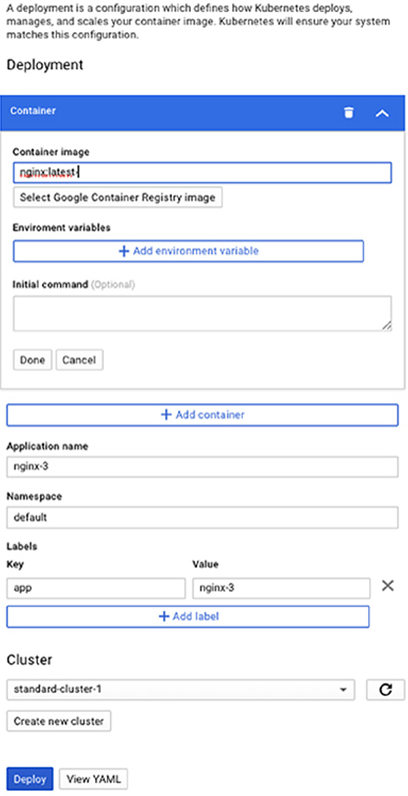 A deployment is a configuration which defines how Kubernetes deploys,
manages, and scales your container image. Kubernetes will ensure your system
matches this configuration.
Deployment
Container
Container image
nginx:latest
Select Google Container Registry image
Enviroment variables
+ Add environment variable
Initial command (Optional)
Done Cancel
+ Add container
Application name
nginx-3
Namespace
default
Labels
Key Value
app nginx-3
+ Add label
Cluster
standard-cluster-1
Create new cluster
Deploy View YAML